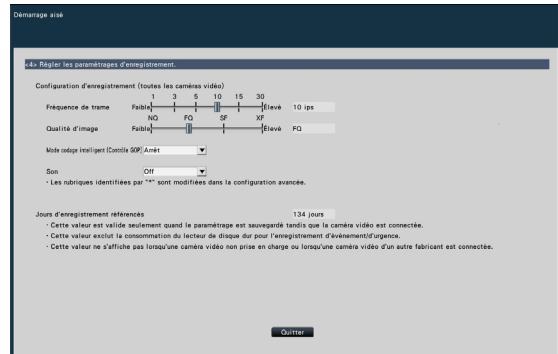 Démarrage aisé
<4> Régler les paramétrages d'enregistrement.
Configuration d'enregistrement (toutes les caméras vidéo)
1 3 5 10 15 30
Fréquence de trame Faible Élevé 10 ips
NQ FQ SF XF
Qualité d'image Faible Élevé FQ
Mode codage intelligent (Contrôle GOP) Arrêt
Son Off
· Les rubriques identifiées par "*" sont modifiées dans la configuration avancée.
Jours d'enregistrement référencés 134 jours
· Cette valeur est valide seulement quand le paramétrage est sauvegardé tandis que la caméra vidéo est connectée.
· Cette valeur exclut la consommation du lecteur de disque dur pour l'enregistrement d'événement/d'urgence.
· Cette valeur ne s'affiche pas lorsqu'une caméra vidéo non prise en charge ou lorsqu'une caméra vidéo d'un autre fabricant est connectée.
Quitter